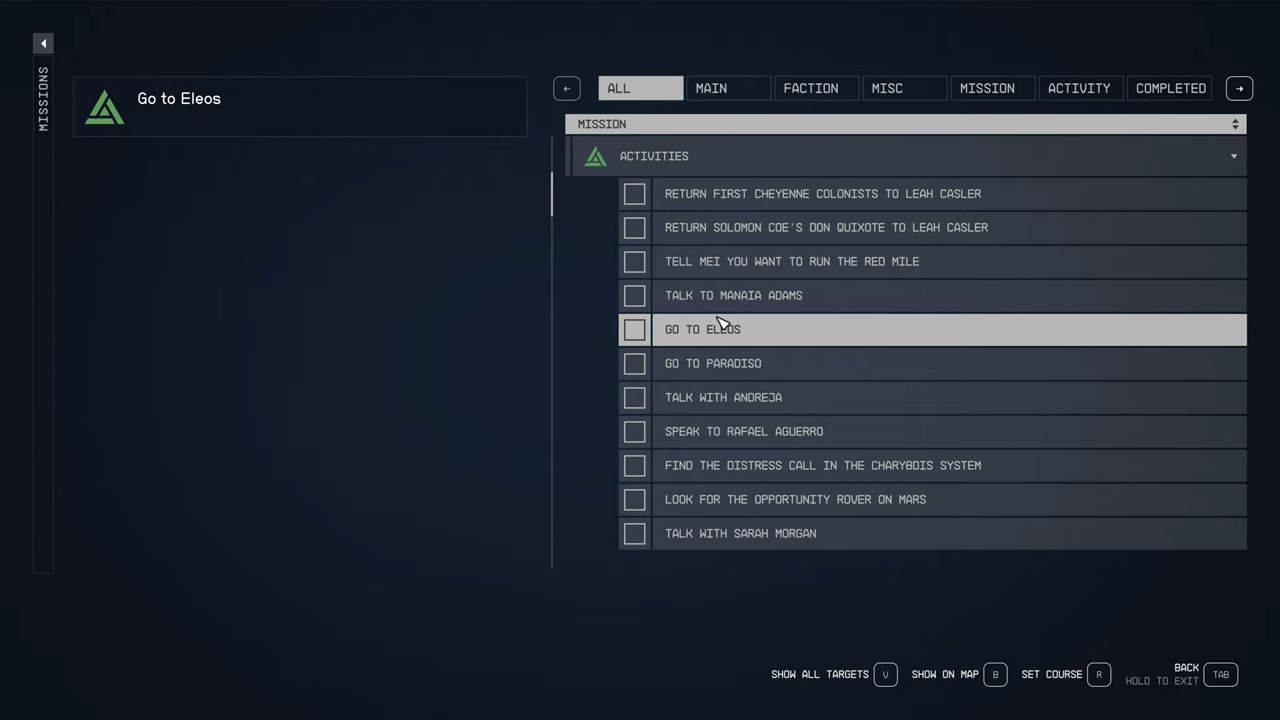 MISSIONS
Go to Eleos
ALL MAIN FACTION MISC MISSION ACTIVITY COMPLETED
MISSION
ACTIVITIES
RETURN FIRST CHEYENNE COLONISTS TO LEAH CASLER
RETURN SOLOMON COE'S DON QUIXOTE TO LEAH CASLER
TELL MEI YOU WANT TO RUN THE RED MILE
TALK TO MANAIA ADAMS
GO TO ELEOS
GO TO PARADISO
TALK WITH ANDREJA
SPEAK TO RAFAEL AGUERRO
FIND THE DISTRESS CALL IN THE CHARYBDIS SYSTEM
LOOK FOR THE OPPORTUNITY ROVER ON MARS
TALK WITH SARAH MORGAN
SHOW ALL TARGETS V SHOW ON MAP B SET COURSE R BACK TAB
HOLD TO EXIT